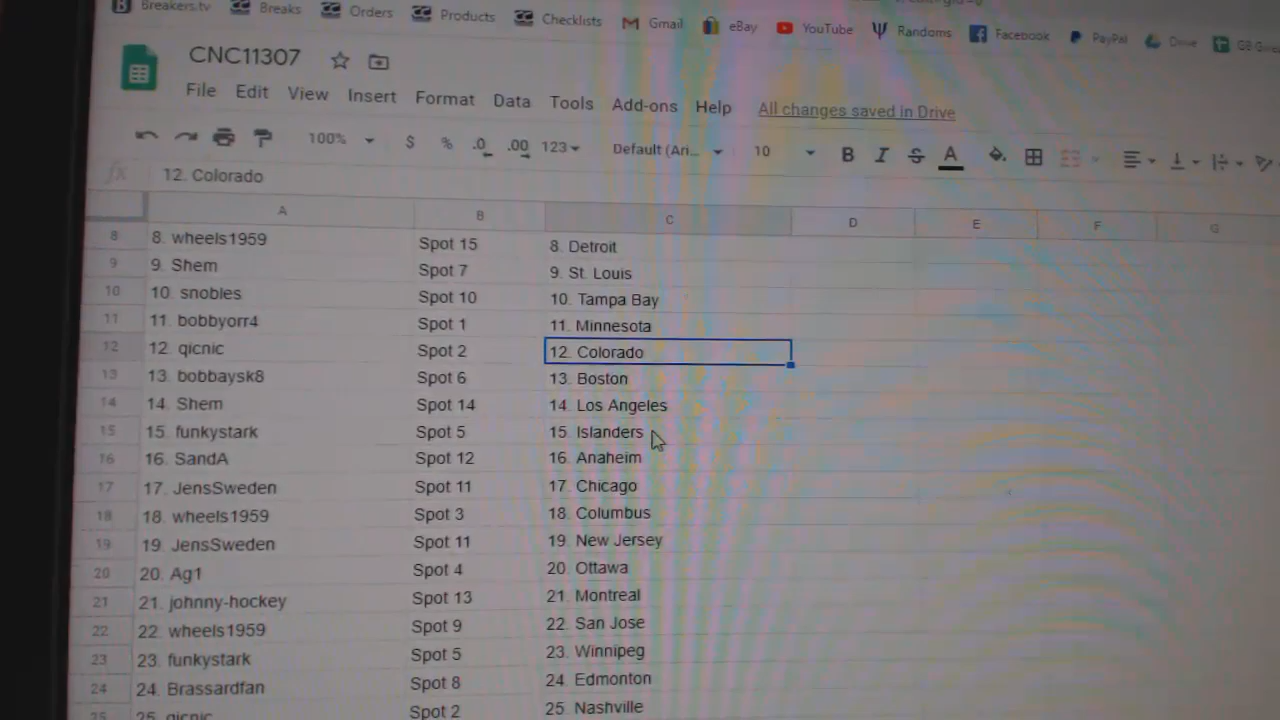 Breakers.tv Breaks Orders Products Checklists Gmail eBay YouTube Randoms Facebook PayPal Drive
CNC11307
File Edit View Insert Format Data Tools Add-ons Help All changes saved in Drive
100% $ % .0 .00 123 Default (Ari... 10 B I S A
fx 12. Colorado
A B C D E F G
8 8. wheels1959 Spot 15 8. Detroit
9 9. Shem Spot 7 9. St. Louis
10 10. snobles Spot 10 10. Tampa Bay
11 11. bobbyorr4 Spot 1 11. Minnesota
12 12. qicnic Spot 2 12. Colorado
13 13. bobbaysk8 Spot 6 13. Boston
14 14. Shem Spot 14 14. Los Angeles
15 15. funkystark Spot 5 15. Islanders
16 16. SandA Spot 12 16. Anaheim
17 17. JensSweden Spot 11 17. Chicago
18 18. wheels1959 Spot 3 18. Columbus
19 19. JensSweden Spot 11 19. New Jersey
20 20. Ag1 Spot 4 20. Ottawa
21 21. johnny-hockey Spot 13 21. Montreal
22 22. wheels1959 Spot 9 22. San Jose
23 23. funkystark Spot 5 23. Winnipeg
24 24. Brassardfan Spot 8 24. Edmonton
25 25. qicnic Spot 2 25. Nashville